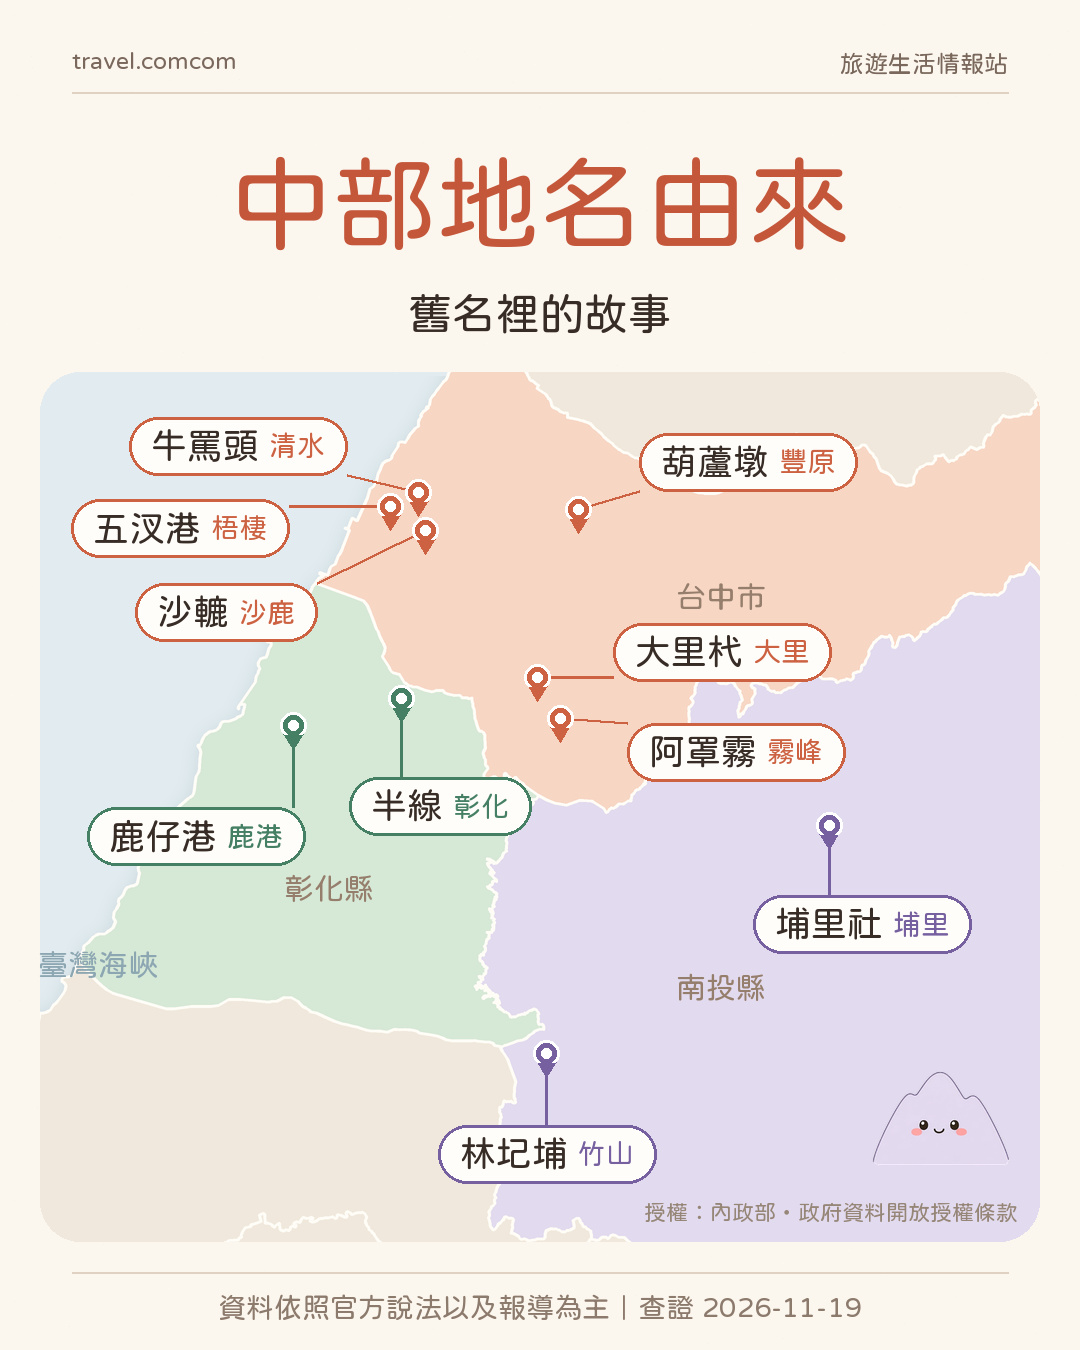 travel.comcom
旅遊生活情報站
中部地名由來
舊名裡的故事
牛罵頭 清水
葫蘆墩 豐原
五汊港 梧棲
沙轆 沙鹿
台中市
大里杙 大里
阿罩霧 霧峰
半線 彰化
鹿仔港 鹿港
彰化縣
埔里社 埔里
臺灣海峽
南投縣
林圮埔 竹山
授權：內政部・政府資料開放授權條款
資料依照官方說法以及報導為主｜查證 2026-11-19